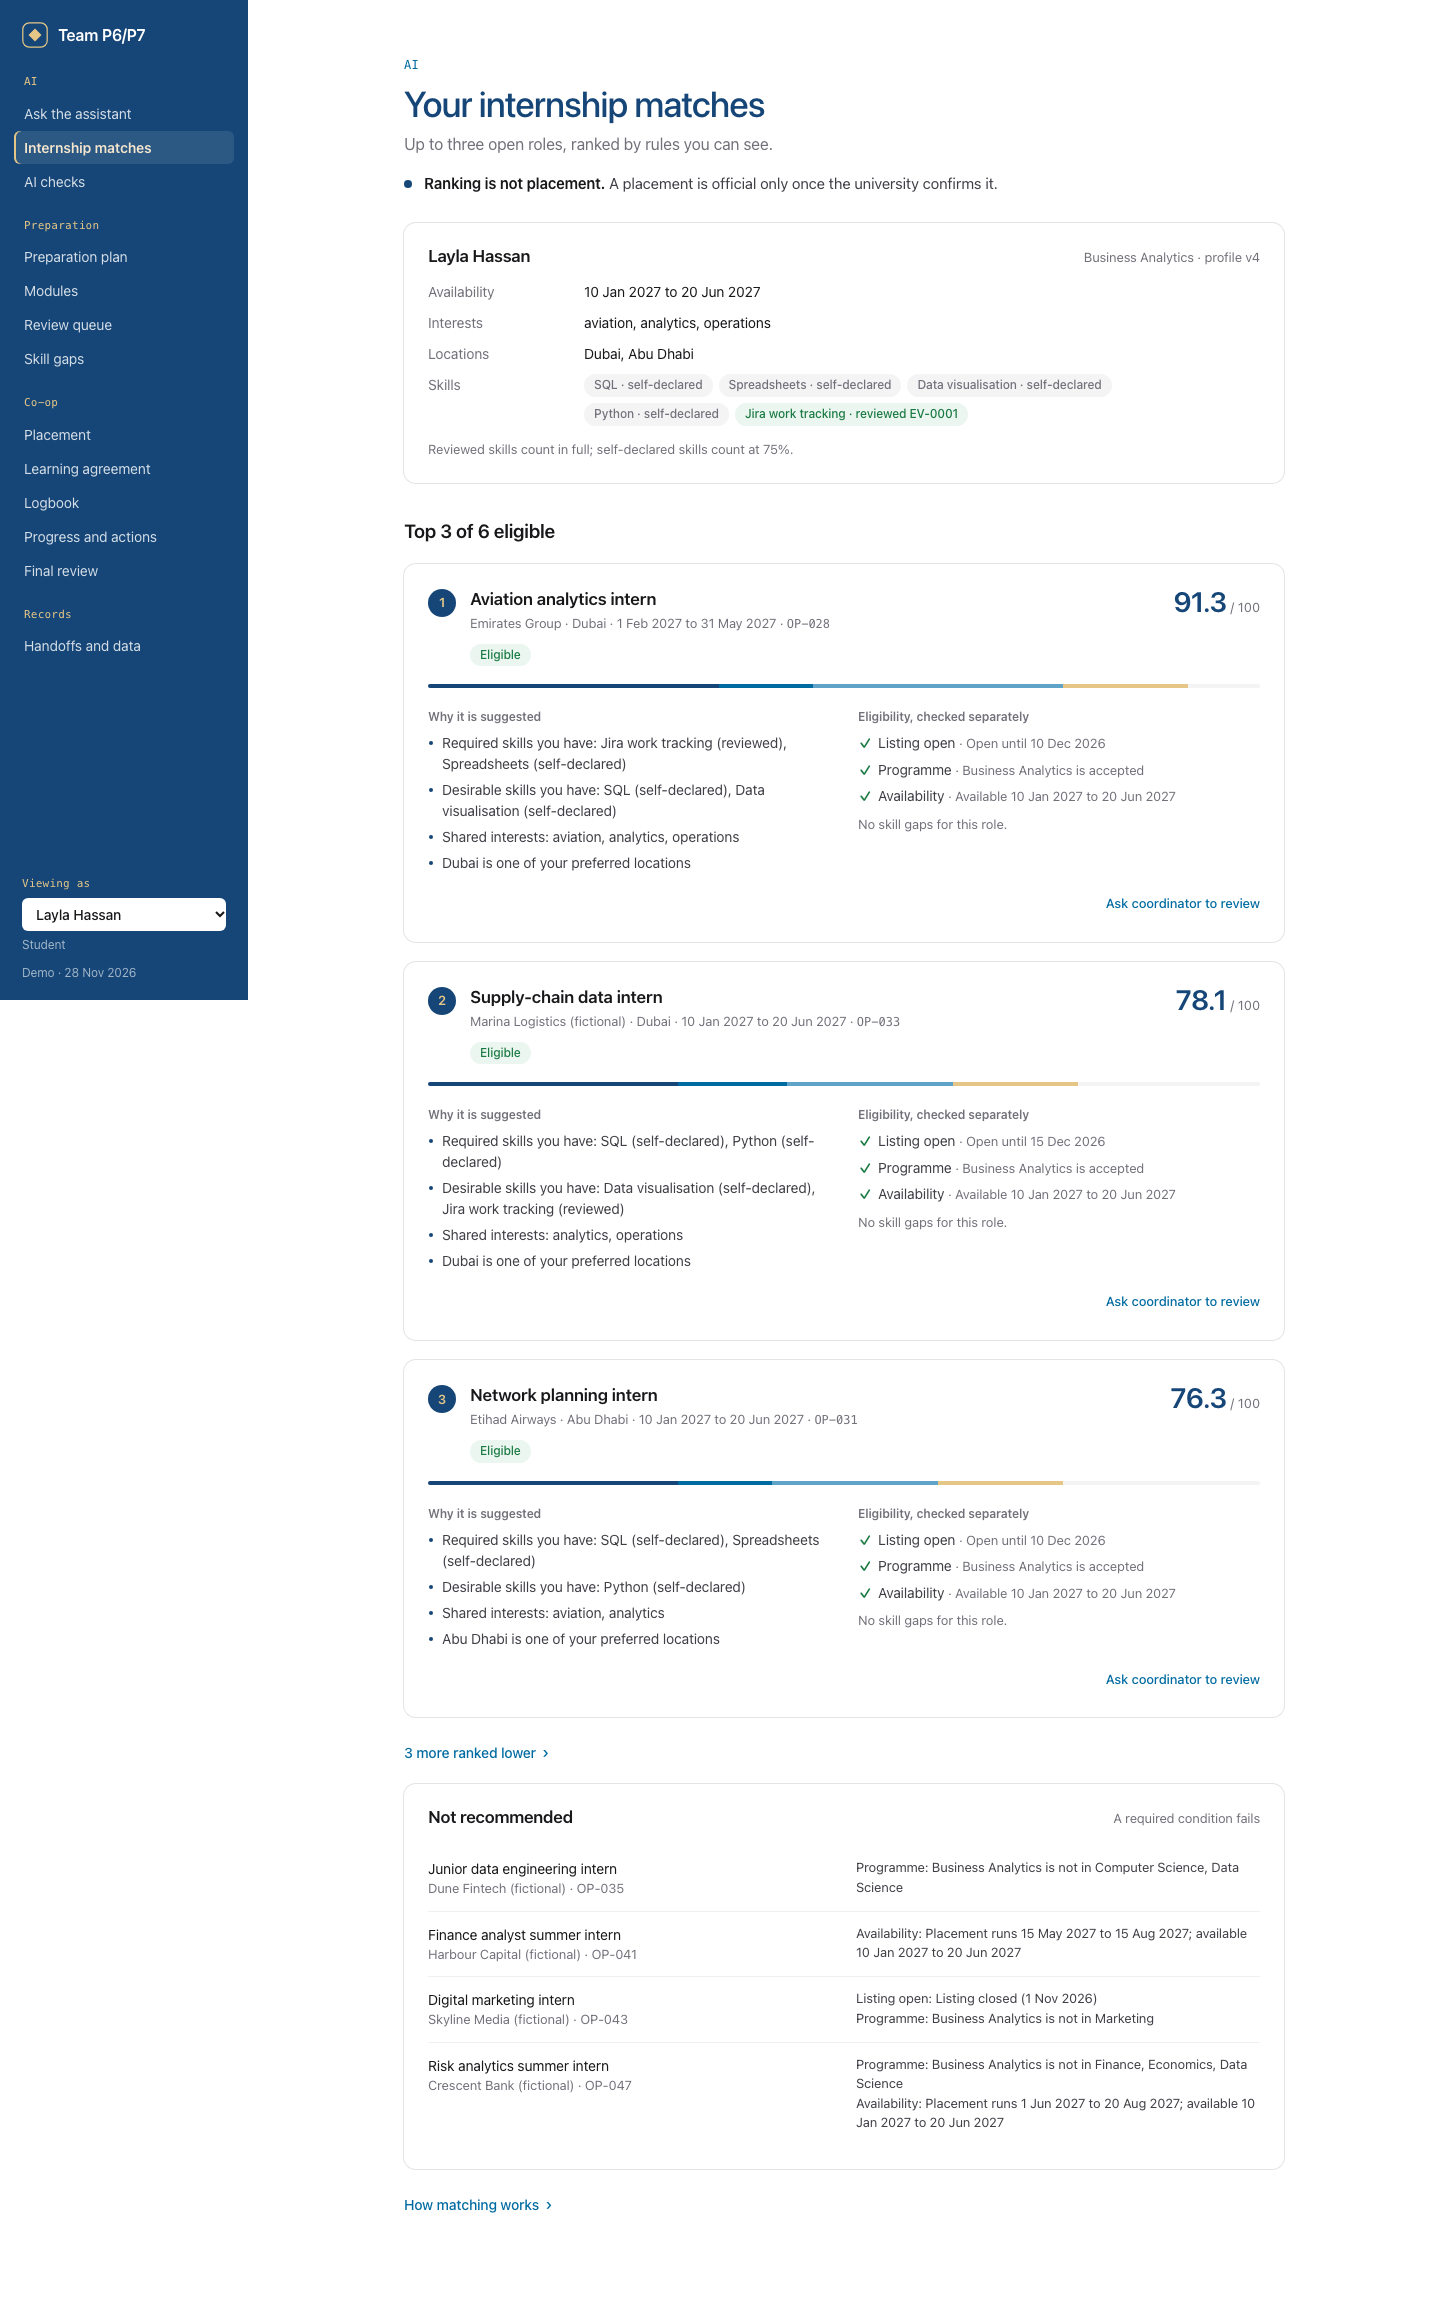 Team P6/P7
AI
Ask the assistant
Internship matches
AI checks
Preparation
Preparation plan
Modules
Review queue
Skill gaps
Co-op
Placement
Learning agreement
Logbook
Progress and actions
Final review
Records
Handoffs and data
Viewing as
Layla Hassan
Student
Demo · 28 Nov 2026
AI
Your internship matches
Up to three open roles, ranked by rules you can see.
Ranking is not placement. A placement is official only once the university confirms it.
Layla Hassan
Business Analytics · profile v4
Availability 10 Jan 2027 to 20 Jun 2027
Interests aviation, analytics, operations
Locations Dubai, Abu Dhabi
Skills SQL · self-declared Spreadsheets · self-declared Data visualisation · self-declared
Python · self-declared Jira work tracking · reviewed EV-0001
Reviewed skills count in full; self-declared skills count at 75%.
Top 3 of 6 eligible
1 Aviation analytics intern 91.3 / 100
Emirates Group · Dubai · 1 Feb 2027 to 31 May 2027 · OP-028
Eligible
Why it is suggested
• Required skills you have: Jira work tracking (reviewed),
Spreadsheets (self-declared)
• Desirable skills you have: SQL (self-declared), Data
visualisation (self-declared)
• Shared interests: aviation, analytics, operations
• Dubai is one of your preferred locations
Eligibility, checked separately
✓ Listing open · Open until 10 Dec 2026
✓ Programme · Business Analytics is accepted
✓ Availability · Available 10 Jan 2027 to 20 Jun 2027
No skill gaps for this role.
Ask coordinator to review
2 Supply-chain data intern 78.1 / 100
Marina Logistics (fictional) · Dubai · 10 Jan 2027 to 20 Jun 2027 · OP-033
Eligible
Why it is suggested
• Required skills you have: SQL (self-declared), Python (self-
declared)
• Desirable skills you have: Data visualisation (self-declared),
Jira work tracking (reviewed)
• Shared interests: analytics, operations
• Dubai is one of your preferred locations
Eligibility, checked separately
✓ Listing open · Open until 15 Dec 2026
✓ Programme · Business Analytics is accepted
✓ Availability · Available 10 Jan 2027 to 20 Jun 2027
No skill gaps for this role.
Ask coordinator to review
3 Network planning intern 76.3 / 100
Etihad Airways · Abu Dhabi · 10 Jan 2027 to 20 Jun 2027 · OP-031
Eligible
Why it is suggested
• Required skills you have: SQL (self-declared), Spreadsheets
(self-declared)
• Desirable skills you have: Python (self-declared)
• Shared interests: aviation, analytics
• Abu Dhabi is one of your preferred locations
Eligibility, checked separately
✓ Listing open · Open until 10 Dec 2026
✓ Programme · Business Analytics is accepted
✓ Availability · Available 10 Jan 2027 to 20 Jun 2027
No skill gaps for this role.
Ask coordinator to review
3 more ranked lower ›
Not recommended
A required condition fails
Junior data engineering intern
Dune Fintech (fictional) · OP-035
Programme: Business Analytics is not in Computer Science, Data
Science
Finance analyst summer intern
Harbour Capital (fictional) · OP-041
Availability: Placement runs 15 May 2027 to 15 Aug 2027; available
10 Jan 2027 to 20 Jun 2027
Digital marketing intern
Skyline Media (fictional) · OP-043
Listing open: Listing closed (1 Nov 2026)
Programme: Business Analytics is not in Marketing
Risk analytics summer intern
Crescent Bank (fictional) · OP-047
Programme: Business Analytics is not in Finance, Economics, Data
Science
Availability: Placement runs 1 Jun 2027 to 20 Aug 2027; available 10
Jan 2027 to 20 Jun 2027
How matching works ›